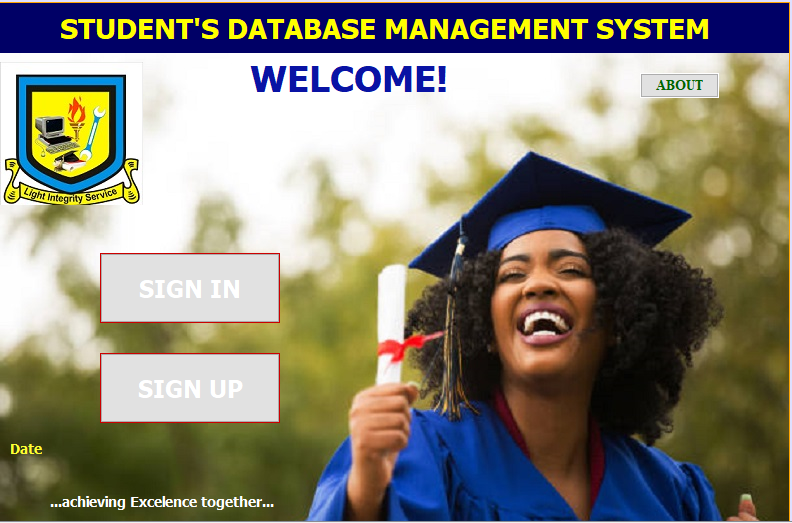 STUDENT'S DATABASE MANAGEMENT SYSTEM
WELCOME!
ABOUT
Light Integrity Service
SIGN IN
SIGN UP
Date
...achieving Excelence together...